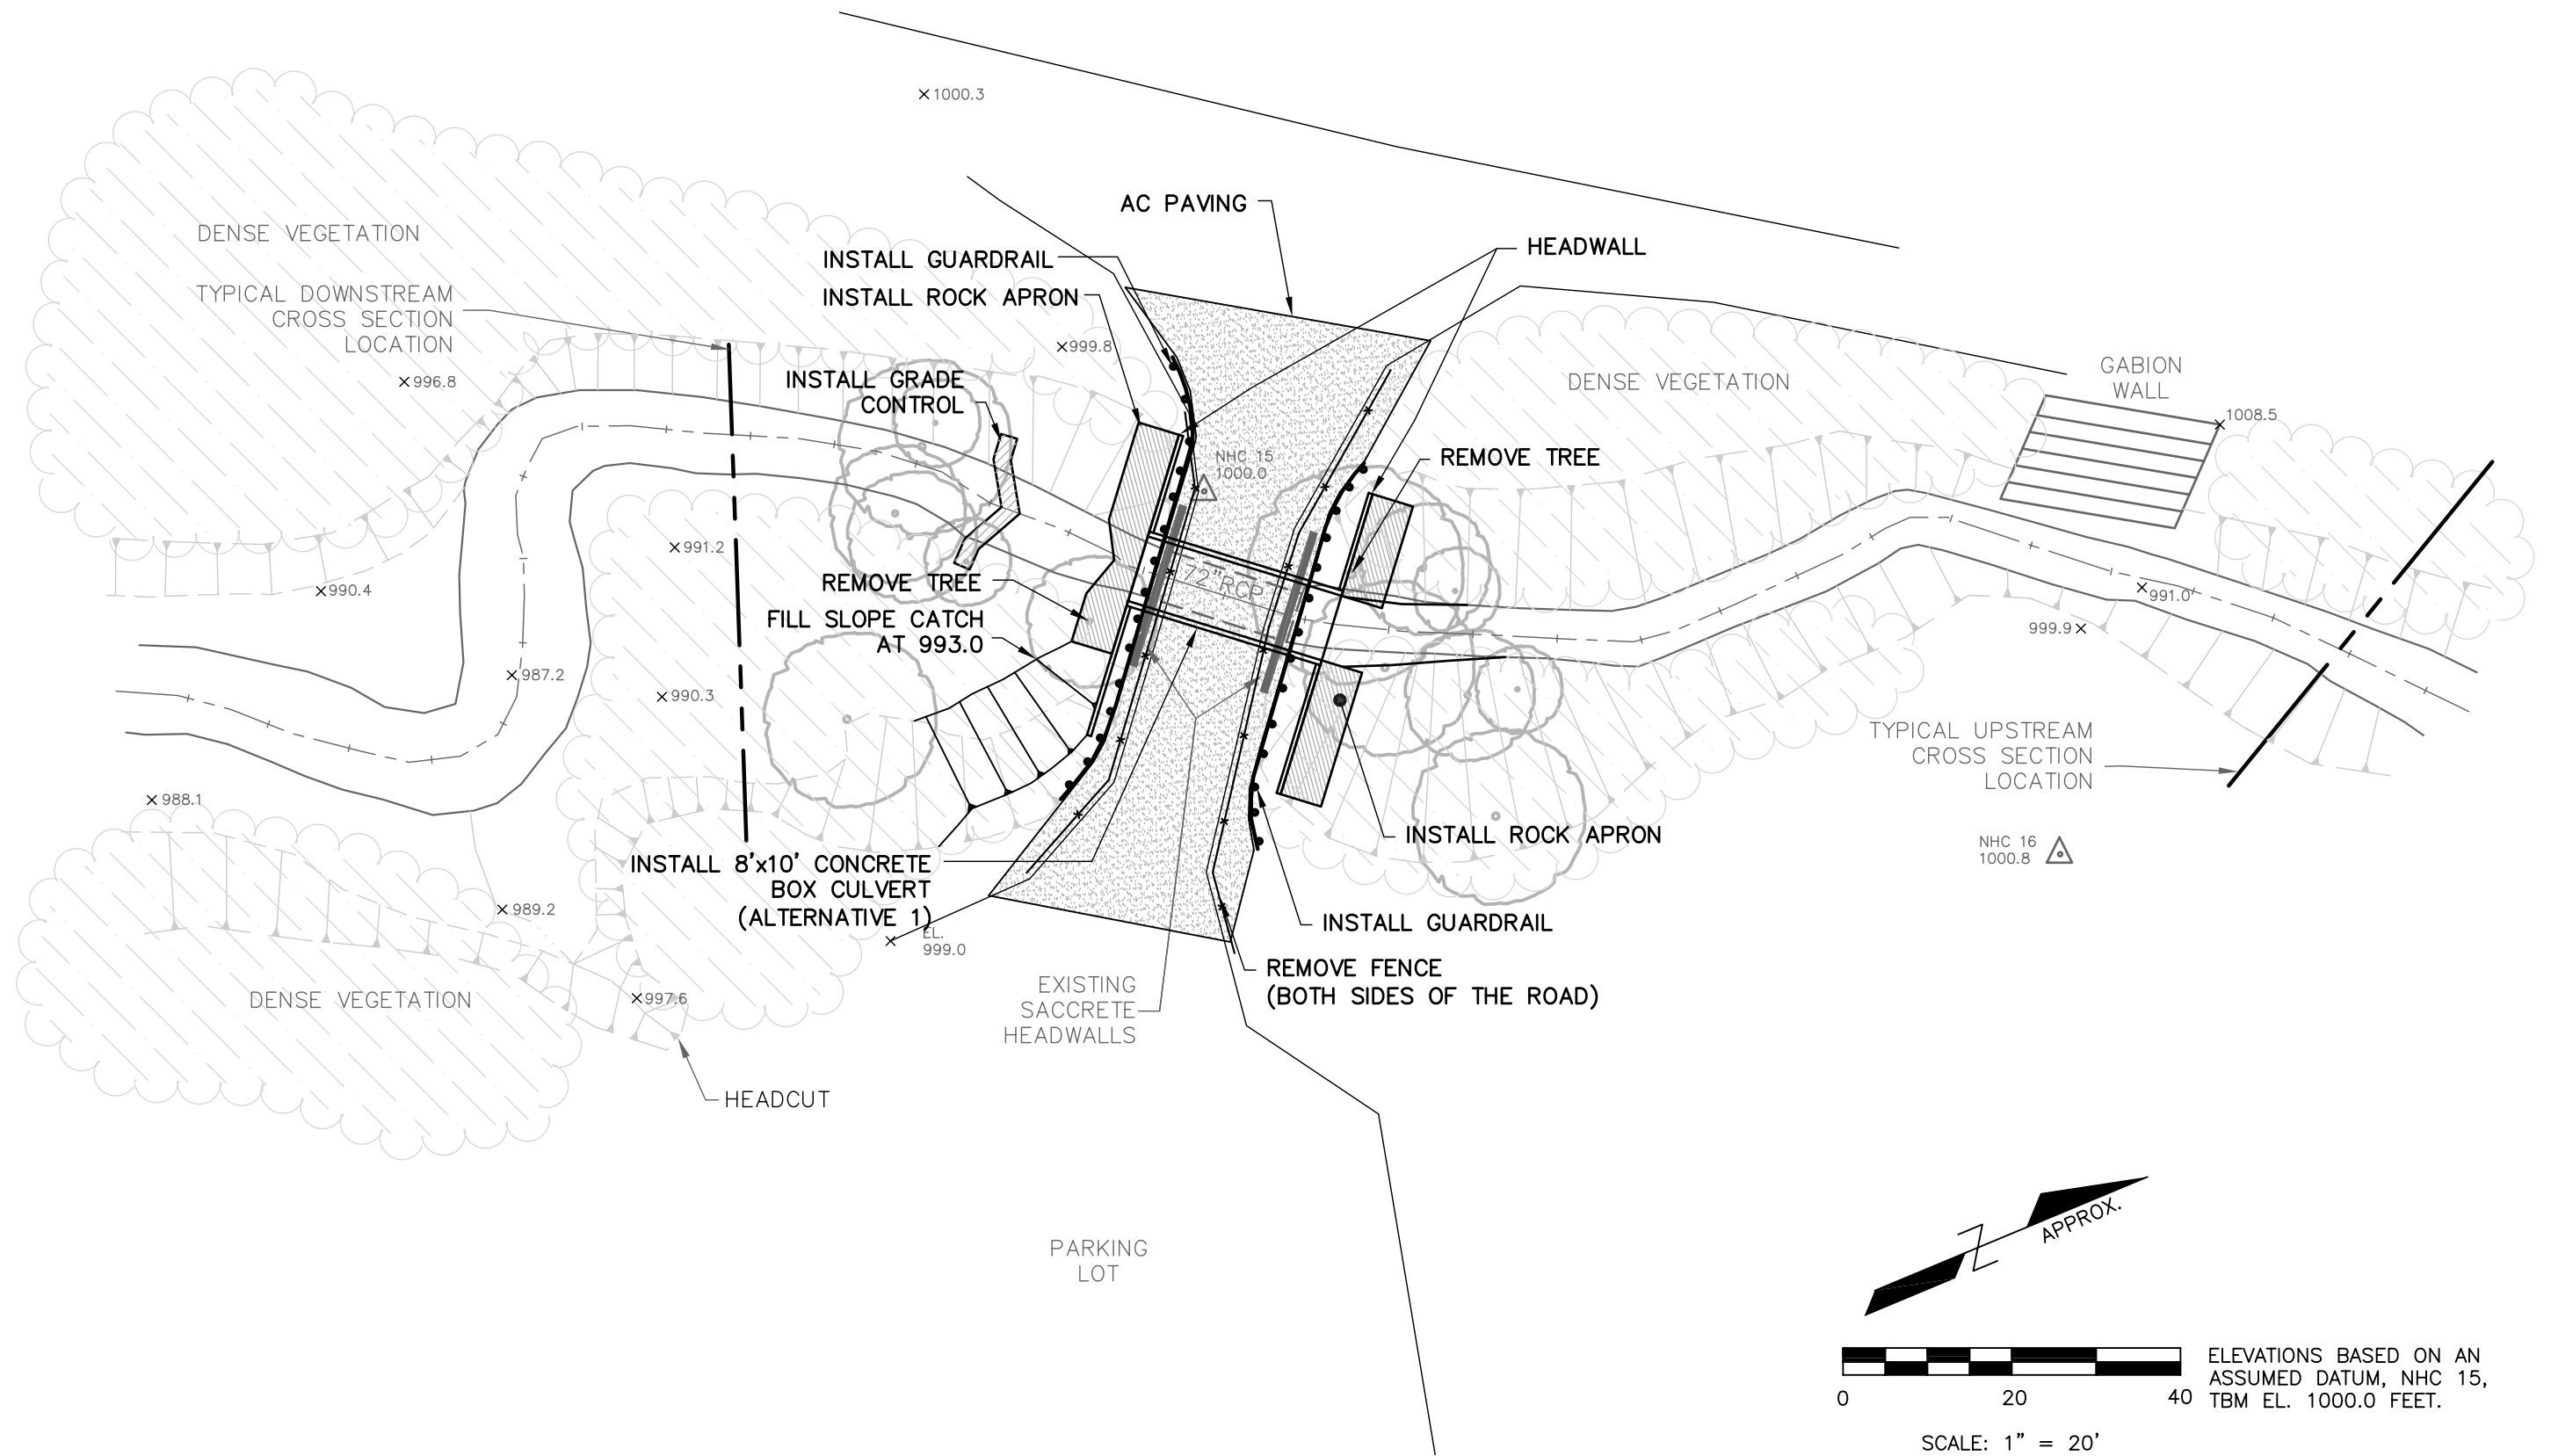 1000.3
AC PAVING
DENSE VEGETATION
INSTALL GUARDRAIL
HEADWALL
INSTALL ROCK APRON
TYPICAL DOWNSTREAM
CROSS SECTION
LOCATION
999.8
996.8
INSTALL GRADE
CONTROL
DENSE VEGETATION
GABION
WALL
1008.5
NHC 15
1000.0
REMOVE TREE
991.2
72"RCP
990.4
REMOVE TREE
991.0
FILL SLOPE CATCH
AT 993.0
999.9
987.2
990.3
TYPICAL UPSTREAM
CROSS SECTION
LOCATION
988.1
INSTALL ROCK APRON
NHC 16
1000.8
INSTALL 8'x10' CONCRETE
BOX CULVERT
(ALTERNATIVE 1)
989.2
INSTALL GUARDRAIL
EL.
999.0
REMOVE FENCE
(BOTH SIDES OF THE ROAD)
EXISTING
SACCRETE
HEADWALLS
997.6
DENSE VEGETATION
HEADCUT
PARKING
LOT
APPROX.
Z
ELEVATIONS BASED ON AN
ASSUMED DATUM, NHC 15,
TBM EL. 1000.0 FEET.
0 20 40
SCALE: 1" = 20'